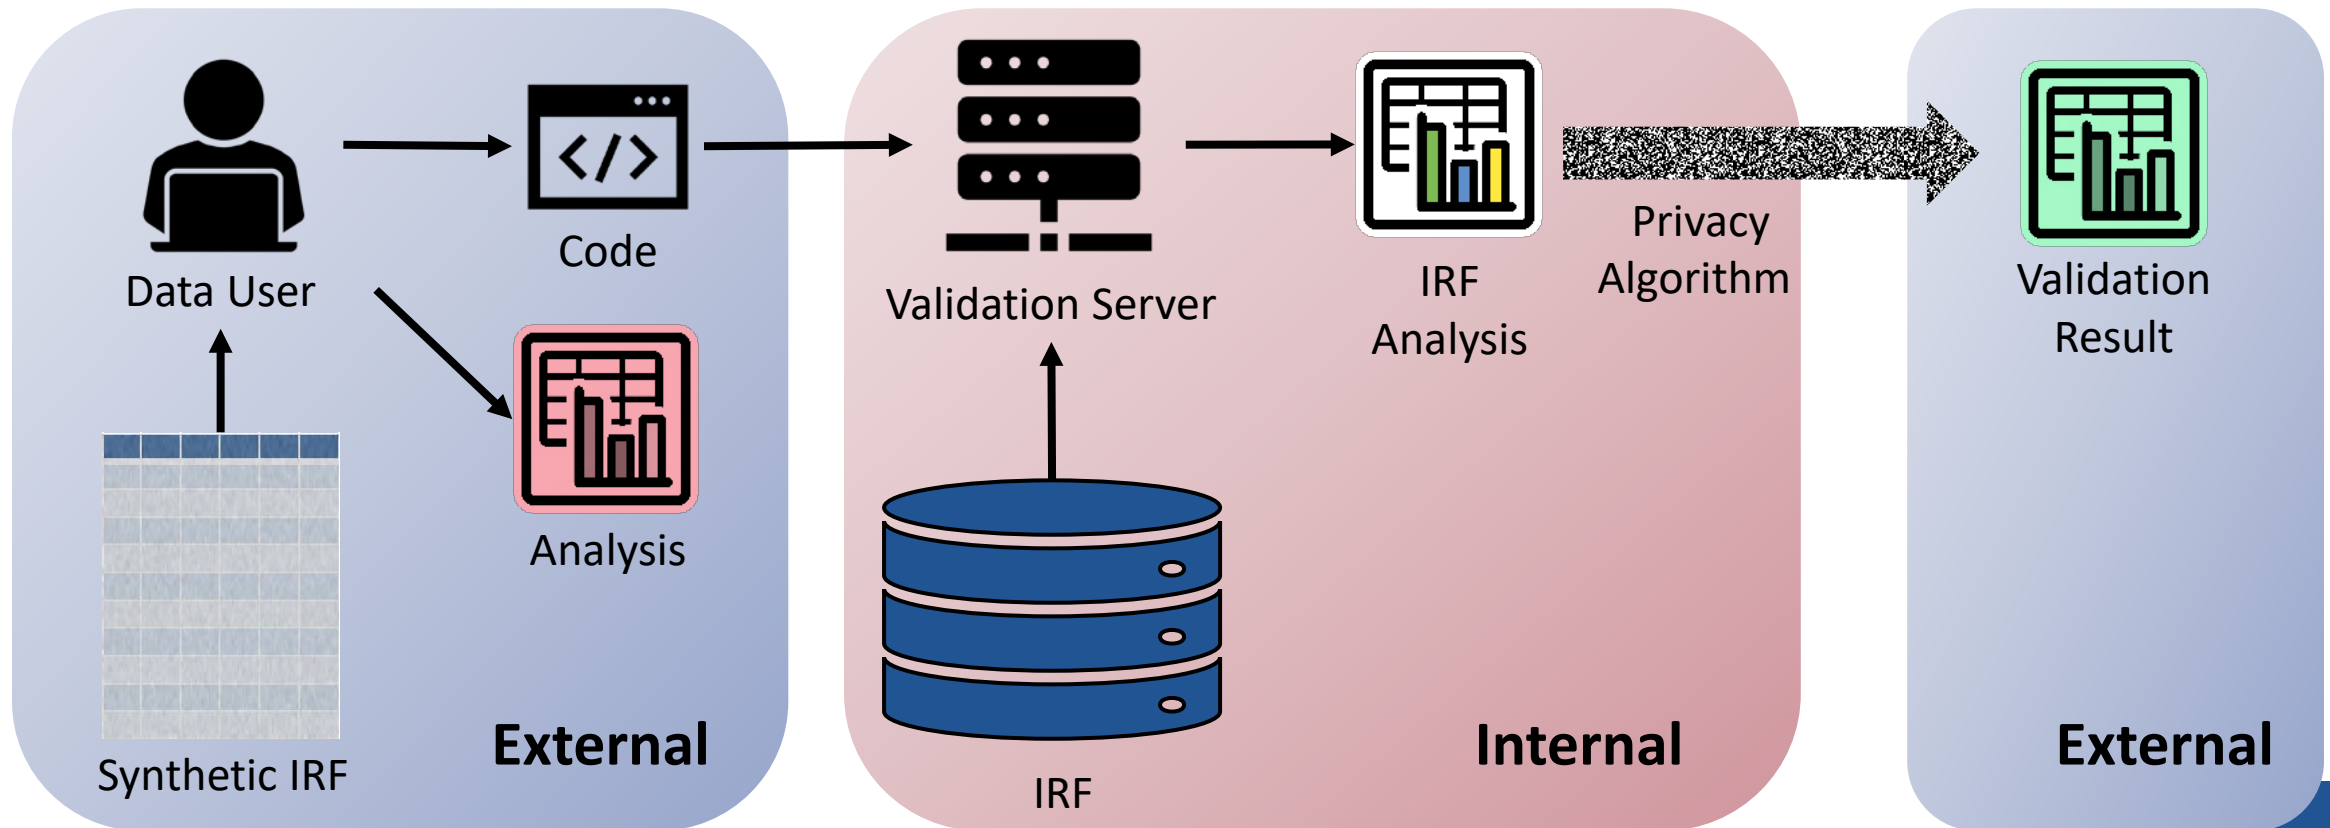 Data User
Code
Analysis
Synthetic IRF
External
Validation Server
IRF
IRF
Analysis
Privacy
Algorithm
Internal
Validation
Result
External